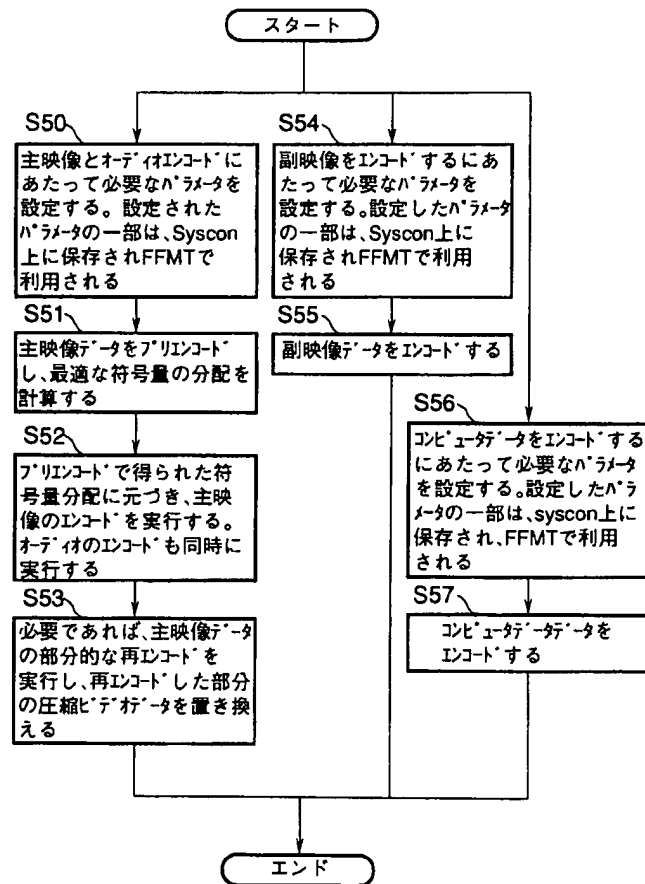 スタート
S50
主映像とオーディオエンコードに
あたって必要なパラメータを
設定する。設定された
パラメータの一部は、Syscon
上に保存されFFMTで
利用される
S51
主映像データをプリエンコード
し、最適な符号量の分配を
計算する
S52
プリエンコードで得られた符
号量分配に元づき、主映
像のエンコードを実行する。
オーディオのエンコードも同時に
実行する
S53
必要であれば、主映像データ
の部分的な再エンコードを
実行し、再エンコードした部分
の圧縮ビデオデータを置き換
える
S54
副映像をエンコードするにあ
たって必要なパラメータを
設定する。設定したパラメータ
の一部は、Syscon上に
保存されFFMTで利用
される
S55
副映像データをエンコードする
S56
コンピュータデータをエンコードする
にあたって必要なパラメータ
を設定する。設定したパラ
メータの一部は、syscon上に
保存され、FFMTで利用
される
S57
コンピュータデータデータを
エンコードする
エンド